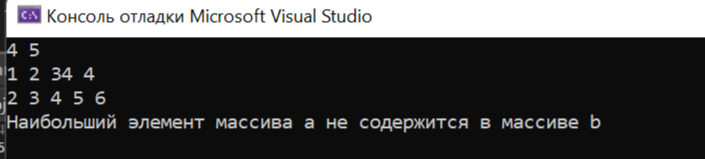 C:\ Консоль отладки Microsoft Visual Studio
4 5
1 2 34 4
2 3 4 5 6
Наибольший элемент массива a не содержится в массиве b